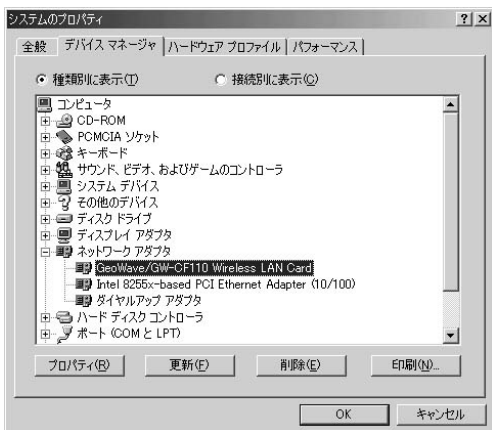 システムのプロパティ
全般 デバイス マネージャ ハードウェア プロファイル パフォーマンス
種類別に表示(T) 接続別に表示(C)
コンピュータ
CD-ROM
PCMCIA ソケット
キーボード
サウンド、ビデオ、およびゲームのコントローラ
システム デバイス
その他のデバイス
ディスク ドライブ
ディスプレイ アダプタ
ネットワーク アダプタ
GeoWave/GW-CF110 Wireless LAN Card
Intel 8255x-based PCI Ethernet Adapter (10/100)
ダイヤルアップ アダプタ
ハード ディスク コントローラ
ポート (COM と LPT)
プロパティ(R) 更新(F) 削除(E) 印刷(N)...
OK キャンセル